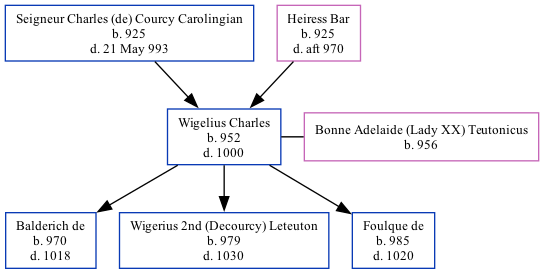 Seigneur Charles (de) Courcy Carolingian
b. 925
d. 21 May 993
Heiress Bar
b. 925
d. aft 970
Wigelius Charles
b. 952
d. 1000
Bonne Adelaide (Lady XX) Teutonicus
b. 956
Balderich de
b. 970
d. 1018
Wigerius 2nd (Decourcy) Leteuton
b. 979
d. 1030
Foulque de
b. 985
d. 1020